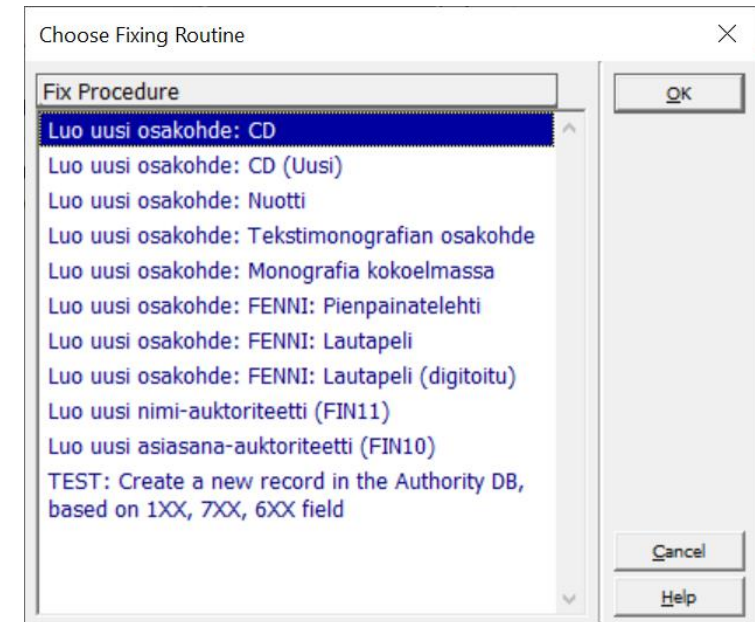 Choose Fixing Routine
Fix Procedure
OK
Luo uusi osakohde: CD
Luo uusi osakohde: CD (Uusi)
Luo uusi osakohde: Nuotti
Luo uusi osakohde: Tekstimonografian osakohde
Luo uusi osakohde: Monografia kokoelmassa
Luo uusi osakohde: FENNI: Pienpainatelehti
Luo uusi osakohde: FENNI: Lautapeli
Luo uusi osakohde: FENNI: Lautapeli (digitoitu)
Luo uusi nimi-auktoriteetti (FIN11)
Luo uusi asiasana-auktoriteetti (FIN10)
TEST: Create a new record in the Authority DB,
based on 1XX, 7XX, 6XX field
Cancel
Help